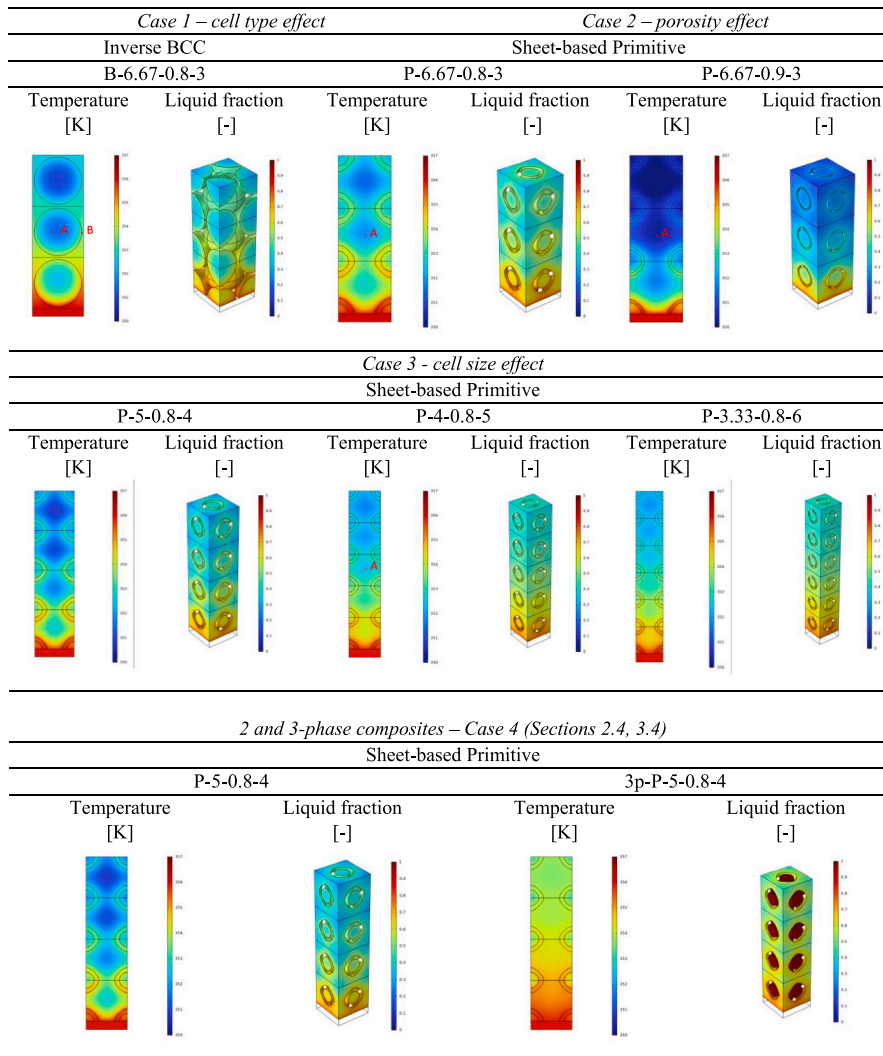 Case 1 – cell type effect Case 2 – porosity effect
Inverse BCC Sheet-based Primitive
B-6.67-0.8-3 P-6.67-0.8-3 P-6.67-0.9-3
Temperature Liquid fraction Temperature Liquid fraction Temperature Liquid fraction
[K] [-] [K] [-] [K] [-]
A B A A
Case 3 - cell size effect
Sheet-based Primitive
P-5-0.8-4 P-4-0.8-5 P-3.33-0.8-6
Temperature Liquid fraction Temperature Liquid fraction Temperature Liquid fraction
[K] [-] [K] [-] [K] [-]
A
2 and 3-phase composites – Case 4 (Sections 2.4, 3.4)
Sheet-based Primitive
P-5-0.8-4 3p-P-5-0.8-4
Temperature Liquid fraction Temperature Liquid fraction
[K] [-] [K] [-]